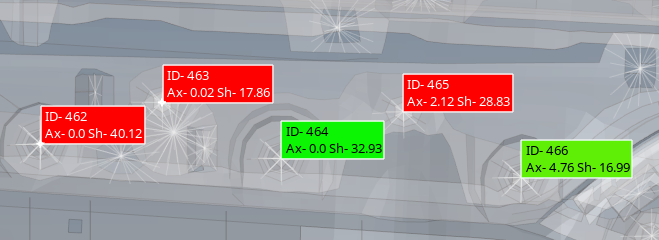 ID- 463
Ax- 0.02 Sh- 17.86
ID- 465
Ax- 2.12 Sh- 28.83
ID- 462
Ax- 0.0 Sh- 40.12
ID- 464
Ax- 0.0 Sh- 32.93
ID- 466
Ax- 4.76 Sh- 16.99